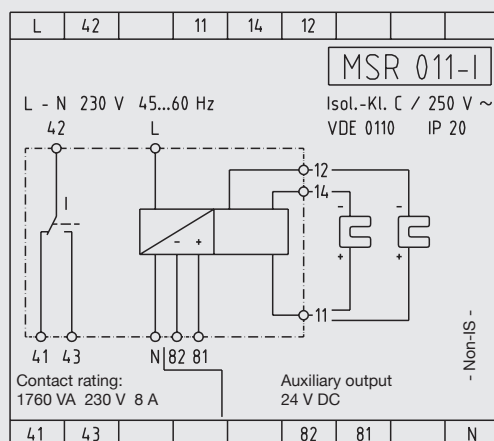 L 42 11 14 12
MSR 011-I
L - N 230 V 45...60 Hz
Isol.-Kl. C / 250 V ~
VDE 0110 IP 20
42 L
I
12
14
- -
- +
+ +
11
41 43 N 82 81
- Non-IS -
Contact rating:
1760 VA 230 V 8 A
Auxiliary output
24 V DC
41 43 82 81 N